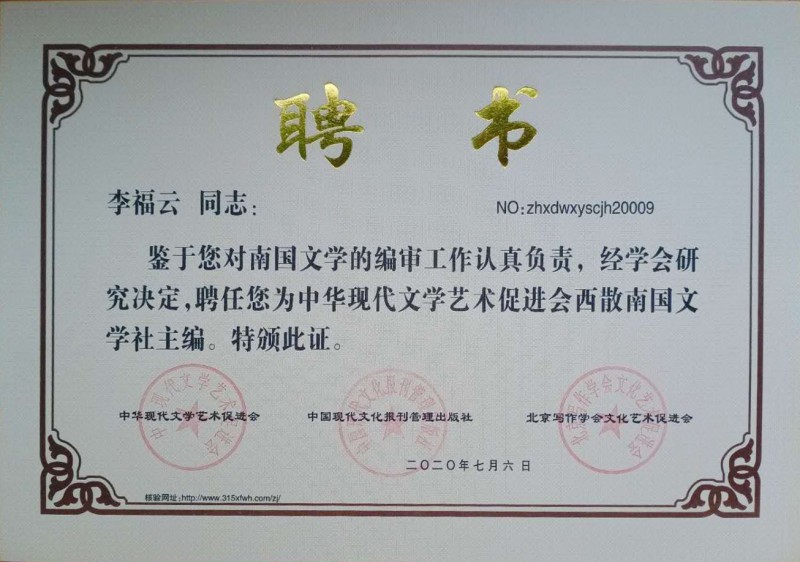 聘 书
李福云 同志：
NO:zhxdwxyscjh20009
鉴于您对南国文学的编审工作认真负责，经学会研
究决定，聘任您为中华现代文学艺术促进会西散南国文
学社主编。特颁此证。
中华现代文学艺术促进会
中国现代文化报刊管理出版社
北京写作学会文化艺术促进会
二〇二〇年七月六日
核验网址:http://www.315xfwh.com/zj/